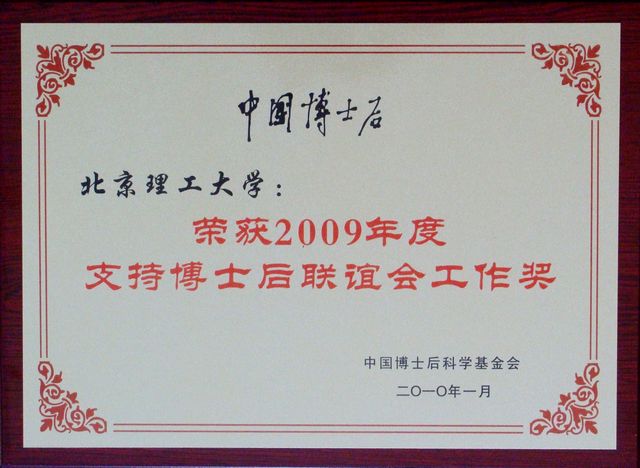 中国博士后
北京理工大学：
荣获2009年度
支持博士后联谊会工作奖
中国博士后科学基金会
二〇一〇年一月